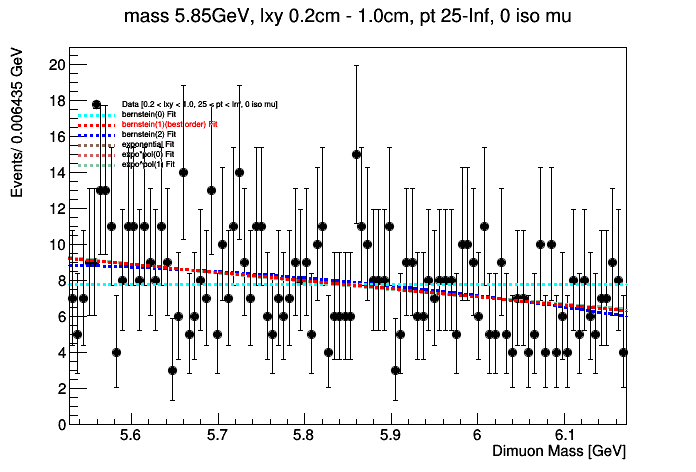 mass 5.85GeV, lxy 0.2cm - 1.0cm, pt 25-Inf, 0 iso mu
Events/ 0.006435 GeV
20
18
16
14
12
10
8
6
4
2
0
Data [0.2 < lxy < 1.0, 25 < pt < Inf, 0 iso mu]
bernstein(0) Fit
bernstein(1)(best order) Fit
bernstein(2) Fit
exponential Fit
expo*pol(0) Fit
expo*pol(1) Fit
5.6 5.7 5.8 5.9 6 6.1
Dimuon Mass [GeV]